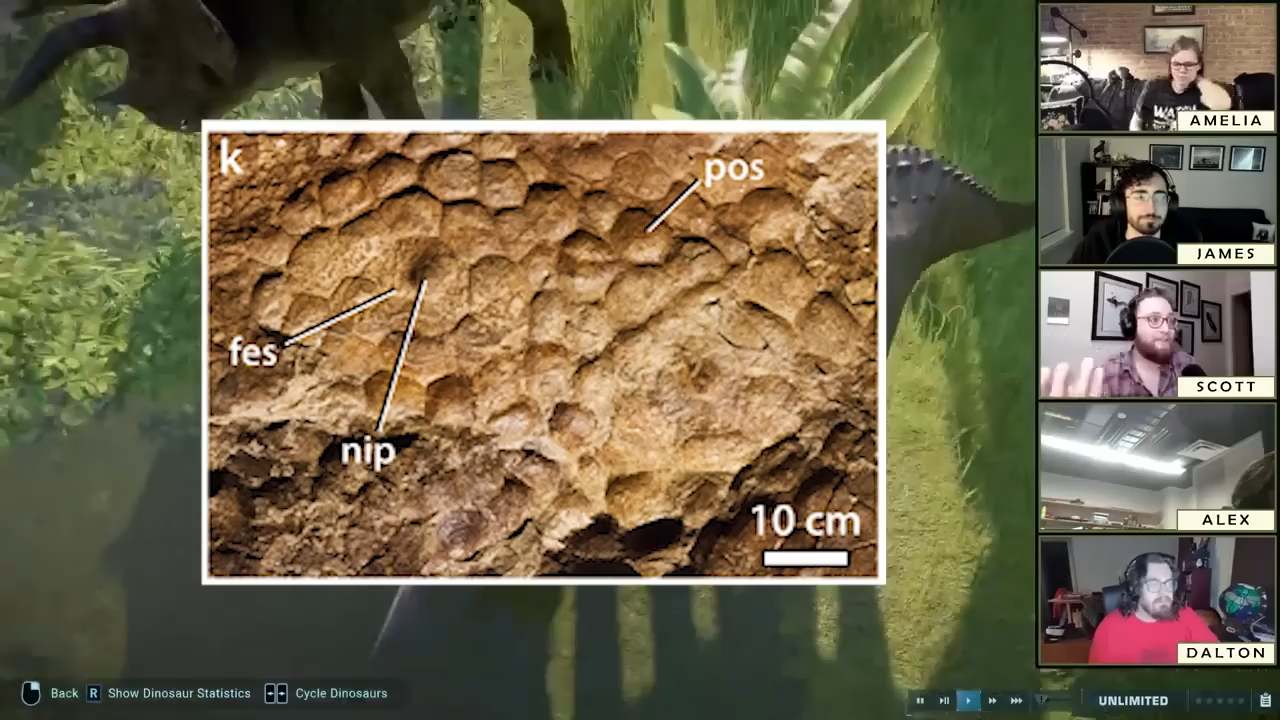 k
pos
fes
nip
10 cm
AMELIA
JAMES
SCOTT
ALEX
DALTON
Back
R
Show Dinosaur Statistics
Cycle Dinosaurs
UNLIMITED